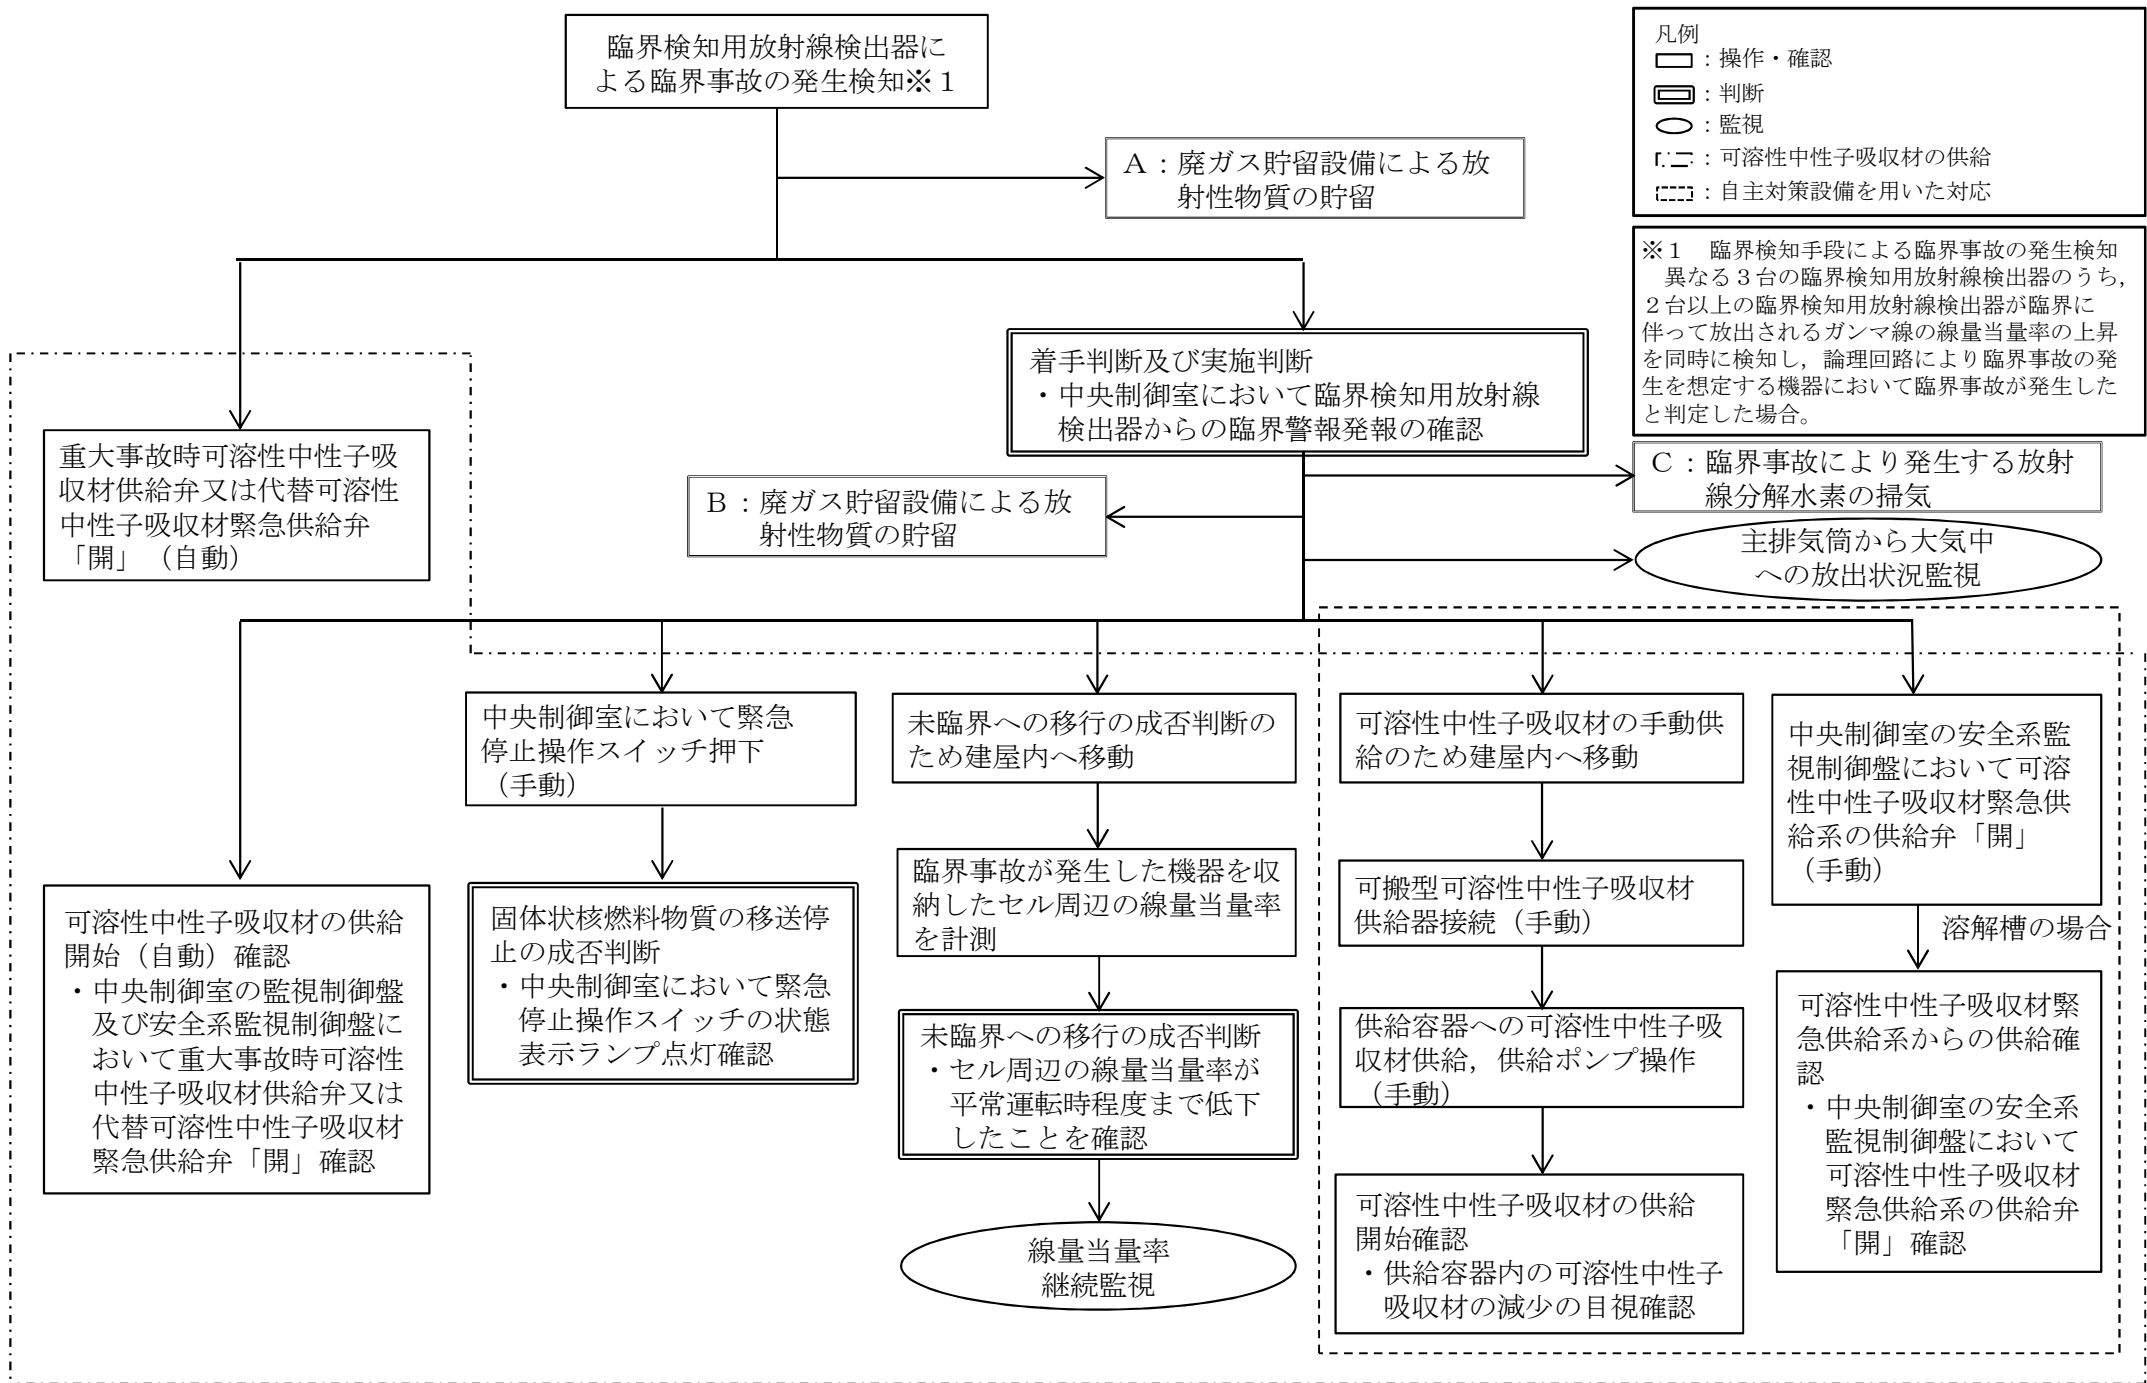 臨界検知用放射線検出器に
よる臨界事故の発生検知※１
凡例
：操作・確認
：判断
：監視
：可溶性中性子吸収材の供給
：自主対策設備を用いた対応
Ａ：廃ガス貯留設備による放
射性物質の貯留
※１　臨界検知手段による臨界事故の発生検知
異なる３台の臨界検知用放射線検出器のうち，
２台以上の臨界検知用放射線検出器が臨界に
伴って放出されるガンマ線の線量当量率の上昇
を同時に検知し，論理回路により臨界事故の発
生を想定する機器において臨界事故が発生した
と判定した場合。
着手判断及び実施判断
・中央制御室において臨界検知用放射線
検出器からの臨界警報発報の確認
重大事故時可溶性中性子吸
収材供給弁又は代替可溶性
中性子吸収材緊急供給弁
「開」（自動）
Ｂ：廃ガス貯留設備による放
射性物質の貯留
Ｃ：臨界事故により発生する放射
線分解水素の掃気
主排気筒から大気中
への放出状況監視
可溶性中性子吸収材の供給
開始（自動）確認
・中央制御室の監視制御盤
及び安全系監視制御盤に
おいて重大事故時可溶性
中性子吸収材供給弁又は
代替可溶性中性子吸収材
緊急供給弁「開」確認
中央制御室において緊急
停止操作スイッチ押下
（手動）
固体状核燃料物質の移送停
止の成否判断
・中央制御室において緊急
停止操作スイッチの状態
表示ランプ点灯確認
未臨界への移行の成否判断の
ため建屋内へ移動
臨界事故が発生した機器を収
納したセル周辺の線量当量率
を計測
未臨界への移行の成否判断
・セル周辺の線量当量率が
平常運転時程度まで低下
したことを確認
線量当量率
継続監視
可溶性中性子吸収材の手動供
給のため建屋内へ移動
可搬型可溶性中性子吸収材
供給器接続（手動）
供給容器への可溶性中性子吸
収材供給，供給ポンプ操作
（手動）
可溶性中性子吸収材の供給
開始確認
・供給容器内の可溶性中性子
吸収材の減少の目視確認
中央制御室の安全系監
視制御盤において可溶
性中性子吸収材緊急供
給系の供給弁「開」
（手動）
溶解槽の場合
可溶性中性子吸収材緊
急供給系からの供給確
認
・中央制御室の安全系
監視制御盤において
可溶性中性子吸収材
緊急供給系の供給弁
「開」確認